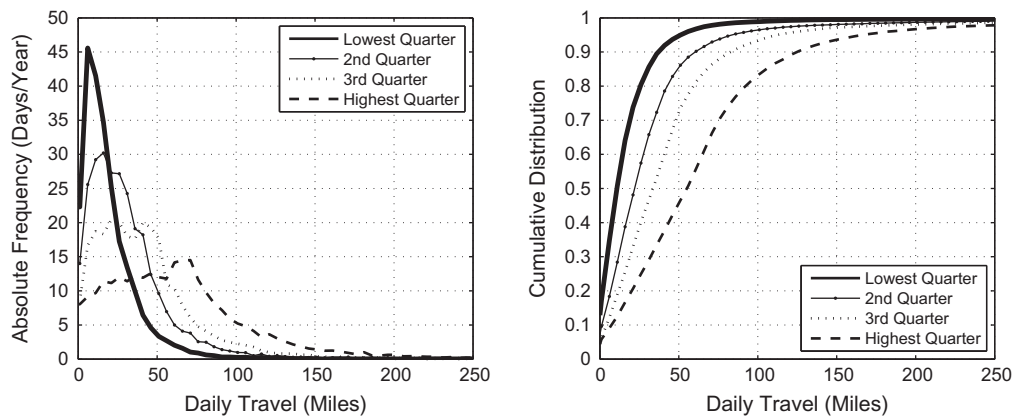 50
45
40
35
30
25
20
15
10
5
0
Absolute Frequency (Days/Year)
Lowest Quarter
2nd Quarter
3rd Quarter
Highest Quarter
0 50 100 150 200 250
Daily Travel (Miles)
1
0.9
0.8
0.7
0.6
0.5
0.4
0.3
0.2
0.1
0
Cumulative Distribution
Lowest Quarter
2nd Quarter
3rd Quarter
Highest Quarter
0 50 100 150 200 250
Daily Travel (Miles)